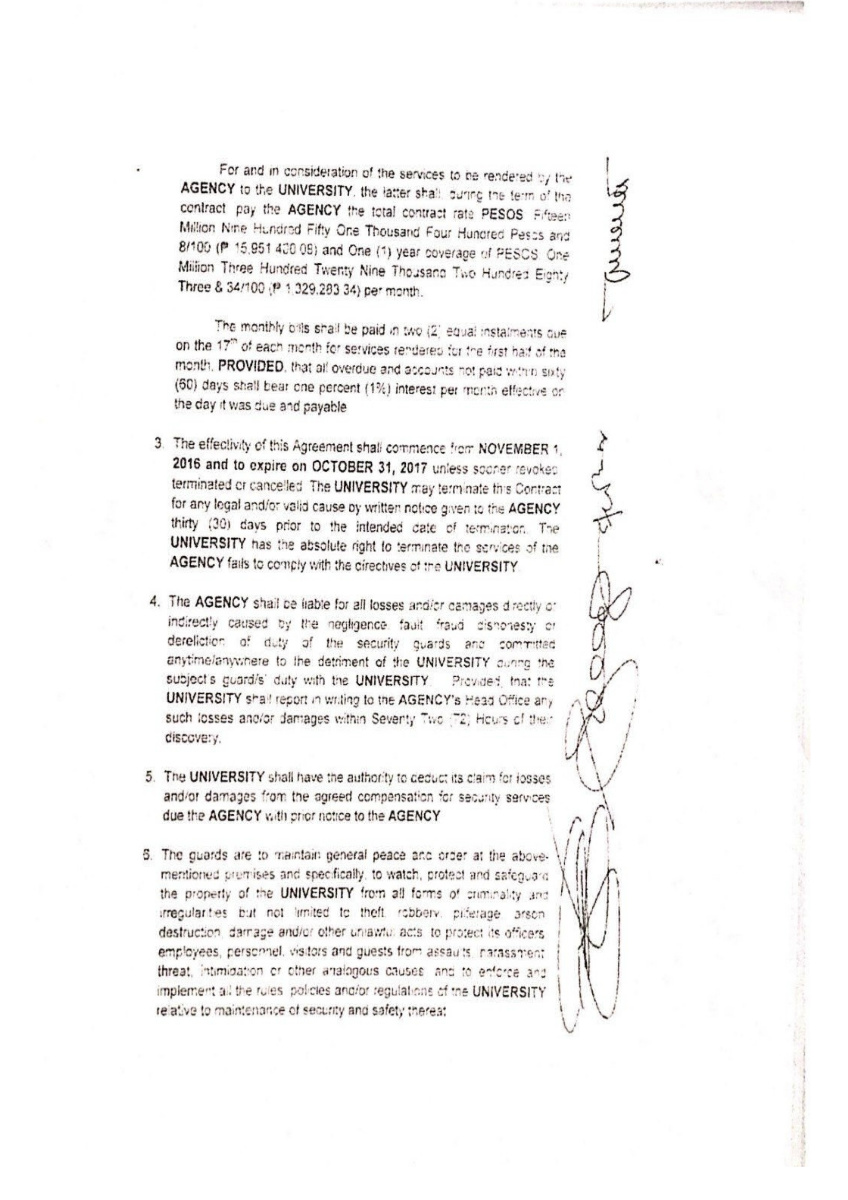 For and in consideration of the services to be rendered by the
AGENCY to the UNIVERSITY, the latter shall, during the term of the
contract pay the AGENCY the total contract rate PESOS Fifteen
Million Nine Hundred Fifty One Thousand Four Hundred Pesos and
8/100 (₱ 15,951 400 08) and One (1) year coverage of PESOS One
Million Three Hundred Twenty Nine Thousand Two Hundred Eighty
Three & 34/100 (₱ 1,329,283 34) per month.
The monthly bills shall be paid in two (2) equal instalments due
on the 17th of each month for services rendered for the first half of the
month, PROVIDED, that all overdue and accounts not paid within sixty
(60) days shall bear one percent (1%) interest per month effective on
the day it was due and payable
3. The effectivity of this Agreement shall commence from NOVEMBER 1,
2016 and to expire on OCTOBER 31, 2017 unless sooner revoked
terminated or cancelled The UNIVERSITY may terminate this Contract
for any legal and/or valid cause by written notice given to the AGENCY
thirty (30) days prior to the intended date of termination. The
UNIVERSITY has the absolute right to terminate the services of the
AGENCY fails to comply with the directives of the UNIVERSITY
4. The AGENCY shall be liable for all losses and/or damages directly or
indirectly caused by the negligence fault fraud dishonesty or
dereliction of duty of the security guards and committed
anytime/anywhere to the detriment of the UNIVERSITY during the
subject's guard/s' duty with the UNIVERSITY Provided, that the
UNIVERSITY shall report in writing to the AGENCY's Head Office any
such losses and/or damages within Seventy Two (72) Hours of their
discovery.
5. The UNIVERSITY shall have the authority to deduct its claim for losses
and/or damages from the agreed compensation for security services
due the AGENCY with prior notice to the AGENCY
6. The guards are to maintain general peace and order at the above-
mentioned premises and specifically, to watch, protect and safeguard
the property of the UNIVERSITY from all forms of criminality and
irregularities but not limited to theft, robbery, pilferage arson
destruction damage and/or other unlawful acts to protect its officers
employees, personnel, visitors and guests from assaults, harassment
threat, intimidation or other analogous causes and to enforce and
implement all the rules policies and/or regulations of the UNIVERSITY
relative to maintenance of security and safety thereat